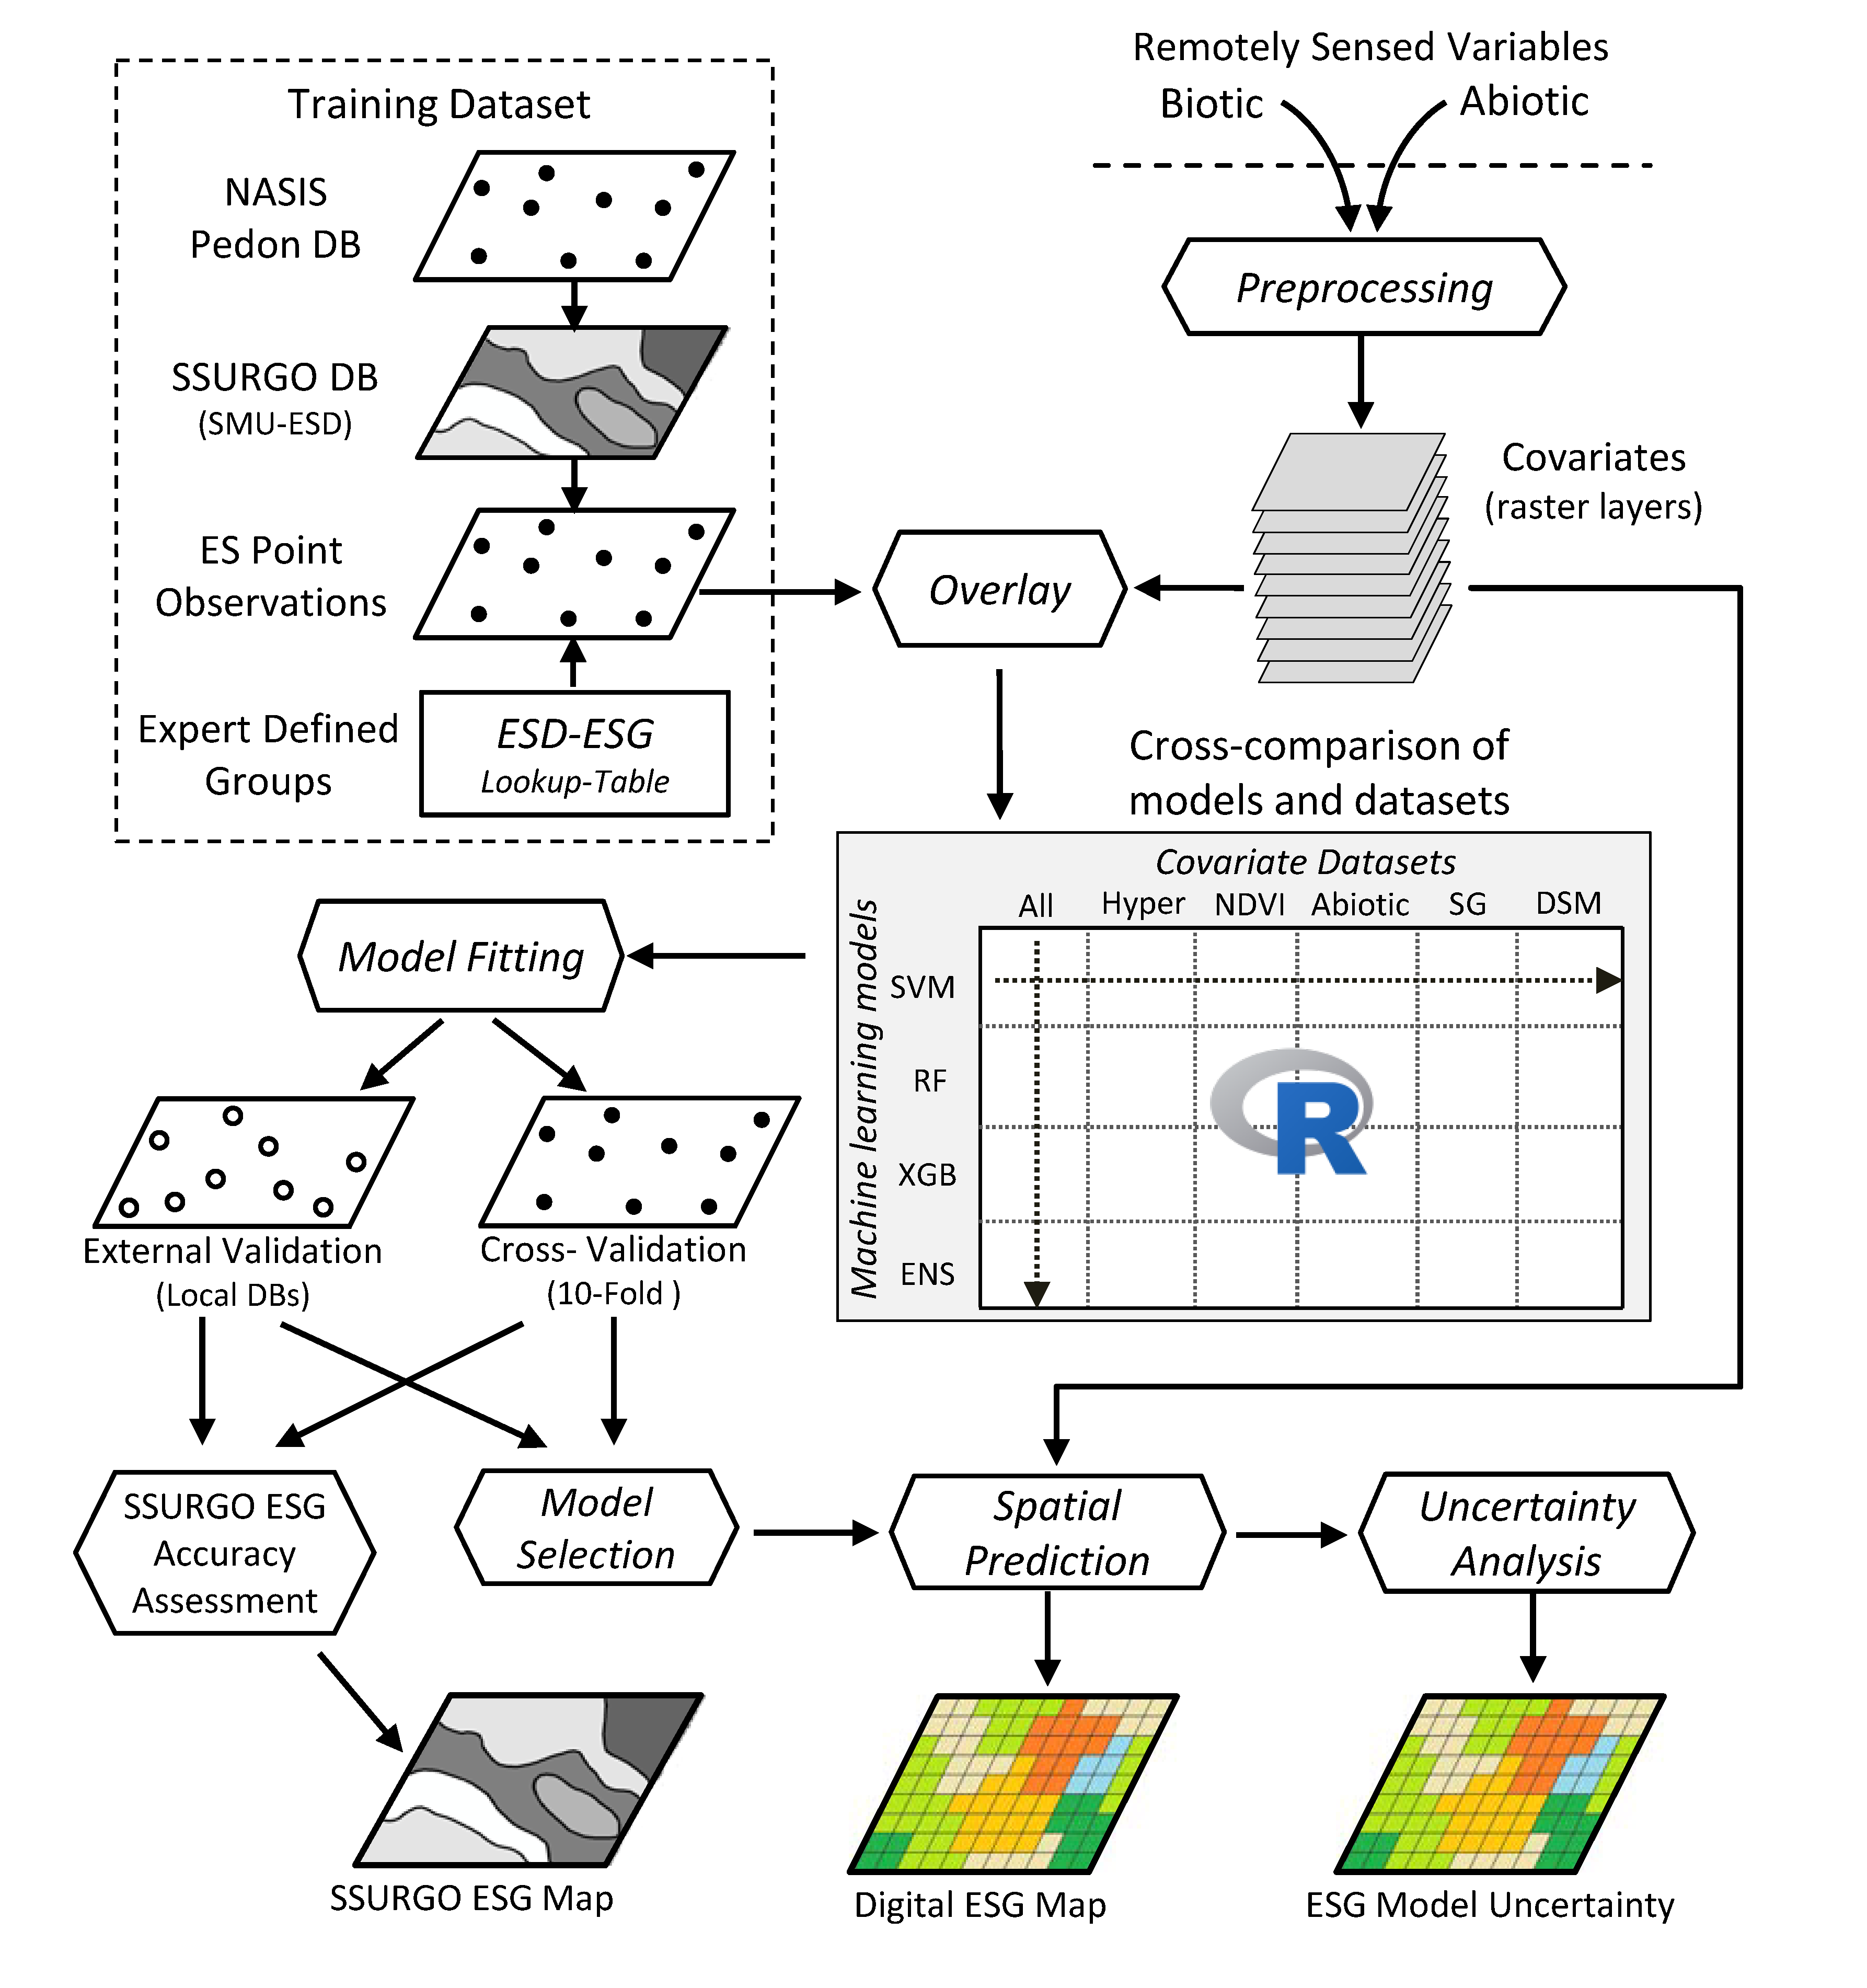 Training Dataset
NASIS
Pedon DB
SSURGO DB
(SMU-ESD)
ES Point
Observations
Expert Defined
Groups
ESD-ESG
Lookup-Table
Remotely Sensed Variables
Biotic
Abiotic
Preprocessing
Covariates
(raster layers)
Overlay
Cross-comparison of
models and datasets
Covariate Datasets
All Hyper NDVI Abiotic SG DSM
Machine learning models
SVM
RF
XGB
ENS
R
Model Fitting
External Validation
(Local DBs)
Cross- Validation
(10-Fold )
SSURGO ESG
Accuracy
Assessment
Model
Selection
Spatial
Prediction
Uncertainty
Analysis
SSURGO ESG Map
Digital ESG Map
ESG Model Uncertainty